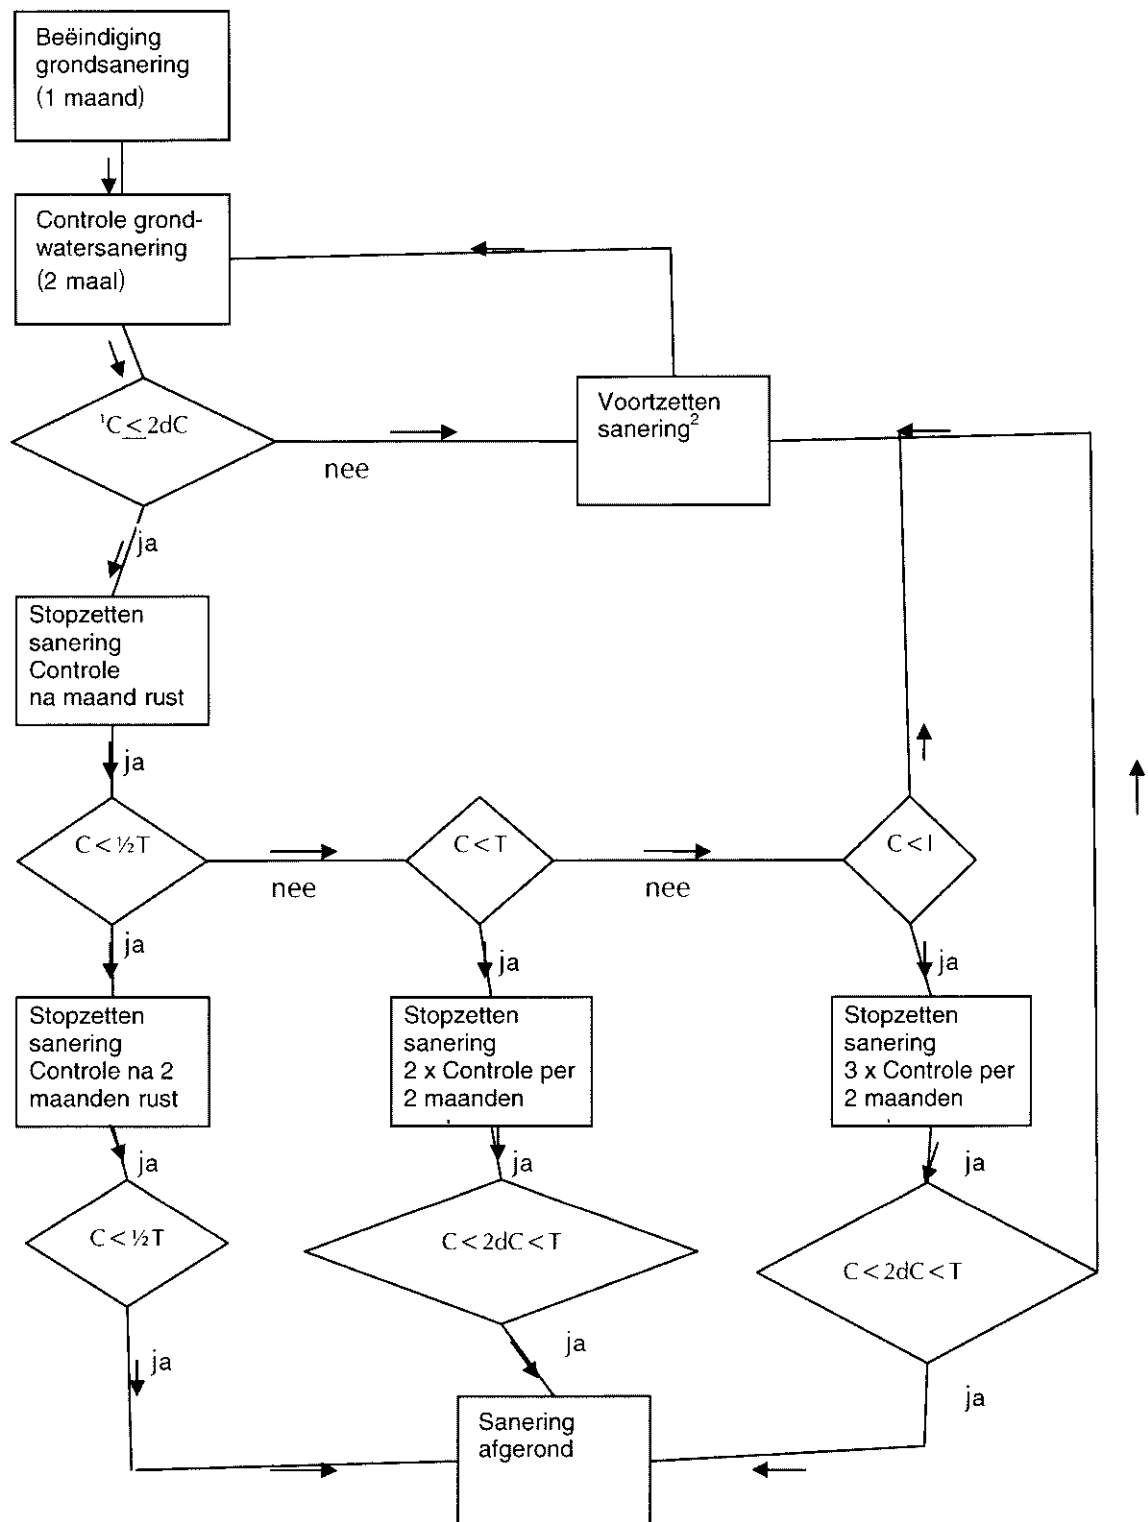 Beëindiging
grondsanering
(1 maand)
Controle grond-
watersanering
(2 maal)
¹C≤2dC
nee
Voortzetten
sanering²
ja
Stopzetten
sanering
Controle
na maand rust
ja
C<½T
nee
C<T
nee
C<I
ja
ja
ja
Stopzetten
sanering
Controle na 2
maanden rust
Stopzetten
sanering
2 x Controle per
2 maanden
Stopzetten
sanering
3 x Controle per
2 maanden
ja
ja
ja
C<½T
C<2dC<T
C<2dC<T
ja
ja
ja
Sanering
afgerond